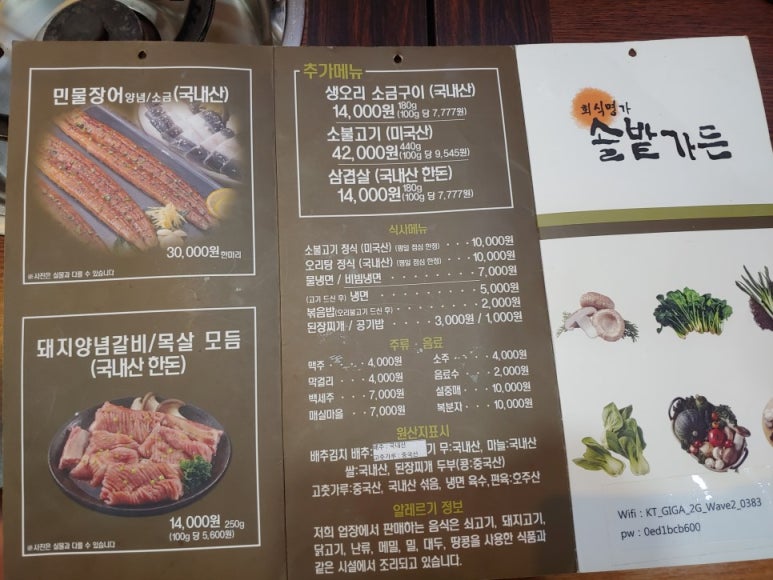 민물장어 양념/소금 (국내산)
30,000원 한마리
※사진은 실물과 다를 수 있습니다
돼지양념갈비/목살 모듬
(국내산 한돈)
14,000원 250g
(100g 당 5,600원)
※사진은 실물과 다를 수 있습니다
추가메뉴
생오리 소금구이 (국내산)
14,000원 180g (100g 당 7,777원)
소불고기 (미국산)
42,000원 440g (100g 당 9,545원)
삼겹살 (국내산 한돈)
14,000원 180g (100g 당 7,777원)
식사메뉴
소불고기 정식 (미국산) (평일 점심 한정) · · · · 10,000원
오리탕 정식 (국내산) (평일 점심 한정) · · · · 10,000원
물냉면 / 비빔냉면 · · · · · · · 7,000원
(고기 드신 후) 냉면 · · · · · · · 5,000원
볶음밥(오리불고기 드신 후) · · · · · · 2,000원
된장찌개 / 공기밥 · · · · 3,000원 / 1,000원
주류 음료
맥주 · · · · 4,000원 소주 · · · · 4,000원
막걸리 · · · 4,000원 음료수 · · · 2,000원
백세주 · · · 7,000원 설중매 · · · 10,000원
매실마을 · · 7,000원 복분자 · · · 10,000원
원산지표시
배추김치 배추: 배추 : 국내산 기 무:국내산, 마늘:국내산
고춧가루 : 중국산
쌀:국내산, 된장찌개 두부(콩:중국산)
고춧가루:중국산, 국내산 섞음, 냉면 육수,편육:호주산
알레르기 정보
저희 업장에서 판매하는 음식은 쇠고기, 돼지고기,
닭고기, 난류, 메밀, 밀, 대두, 땅콩을 사용한 식품과
같은 시설에서 조리되고 있습니다.
회식명가
솔밭가든
Wifi : KT_GIGA_2G_Wave2_0383
pw : 0ed1bcb600